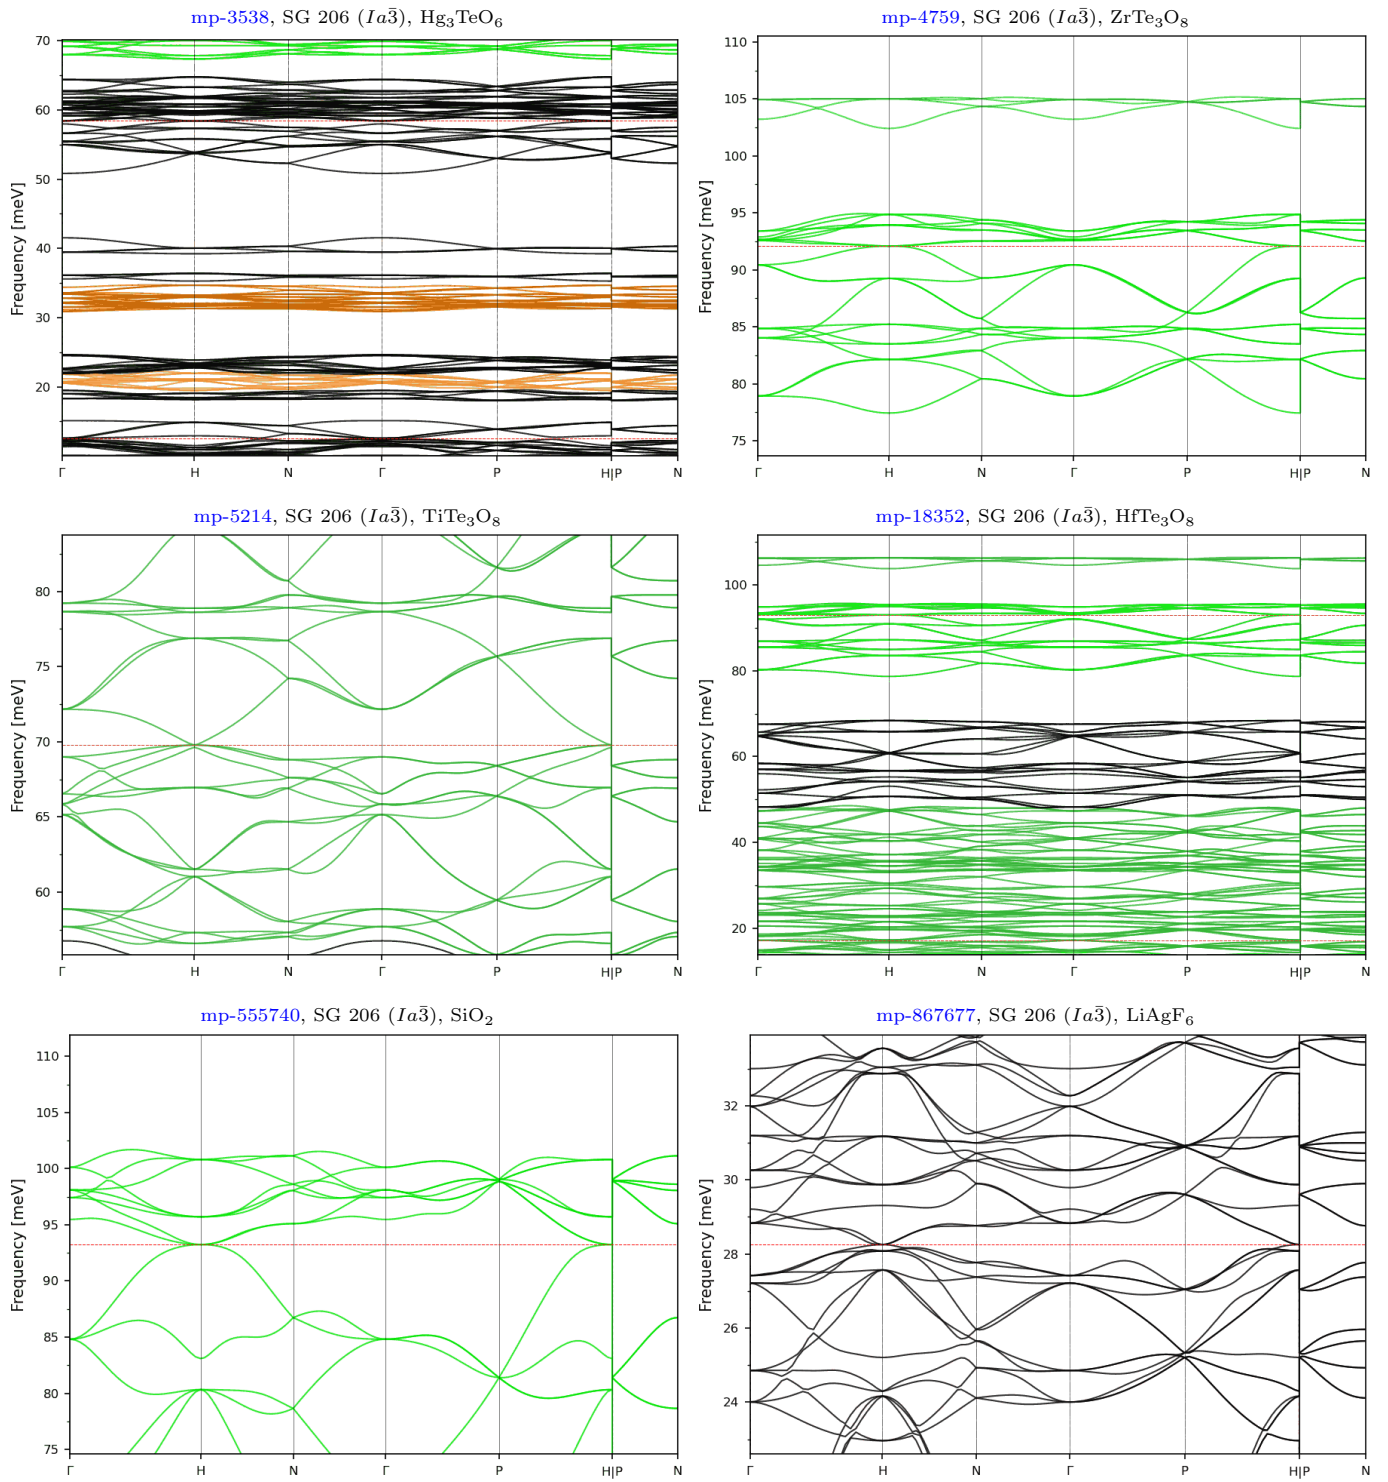 mp-3538, SG 206 (Ia3̄), Hg₃TeO₆
70
60
50
40
30
20
Frequency [meV]
Γ H N Γ P H|P N
mp-4759, SG 206 (Ia3̄), ZrTe₃O₈
110
105
100
95
90
85
80
75
Frequency [meV]
Γ H N Γ P H|P N
mp-5214, SG 206 (Ia3̄), TiTe₃O₈
80
75
70
65
60
Frequency [meV]
Γ H N Γ P H|P N
mp-18352, SG 206 (Ia3̄), HfTe₃O₈
100
80
60
40
20
Frequency [meV]
Γ H N Γ P H|P N
mp-555740, SG 206 (Ia3̄), SiO₂
110
105
100
95
90
85
80
75
Frequency [meV]
Γ H N Γ P H|P N
mp-867677, SG 206 (Ia3̄), LiAgF₆
32
30
28
26
24
Frequency [meV]
Γ H N Γ P H|P N